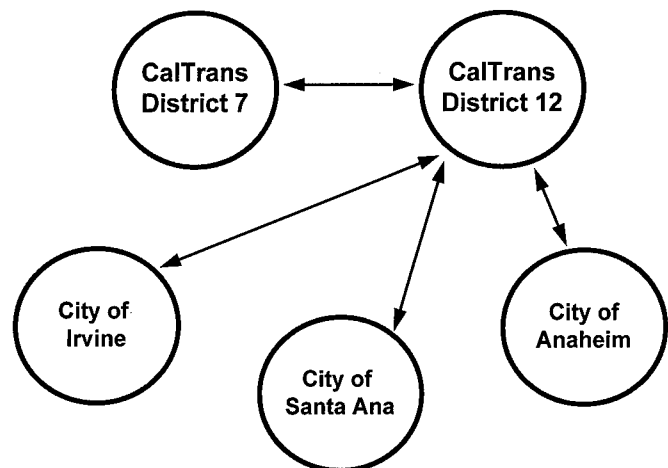 CalTrans
District 7
CalTrans
District 12
City of
Irvine
City of
Santa Ana
City of
Anaheim